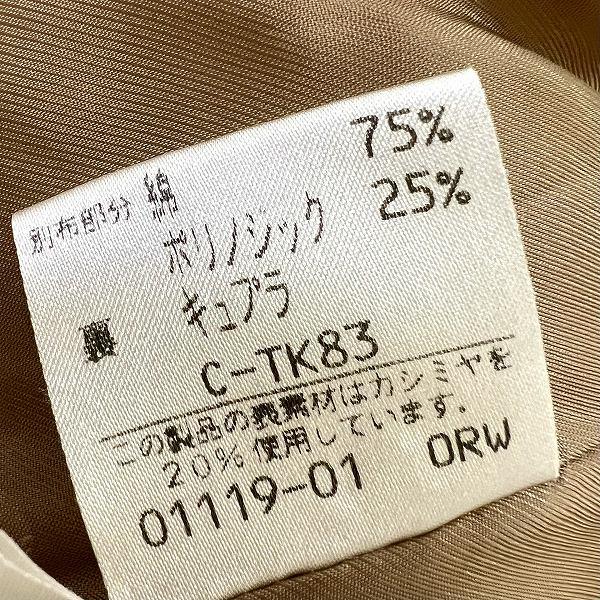 別布部分 綿 75%
ポリノジック 25%
裏 キュプラ
C-TK83
この製品の表素材はカシミヤを
20%使用しています.
01119-01 ORW